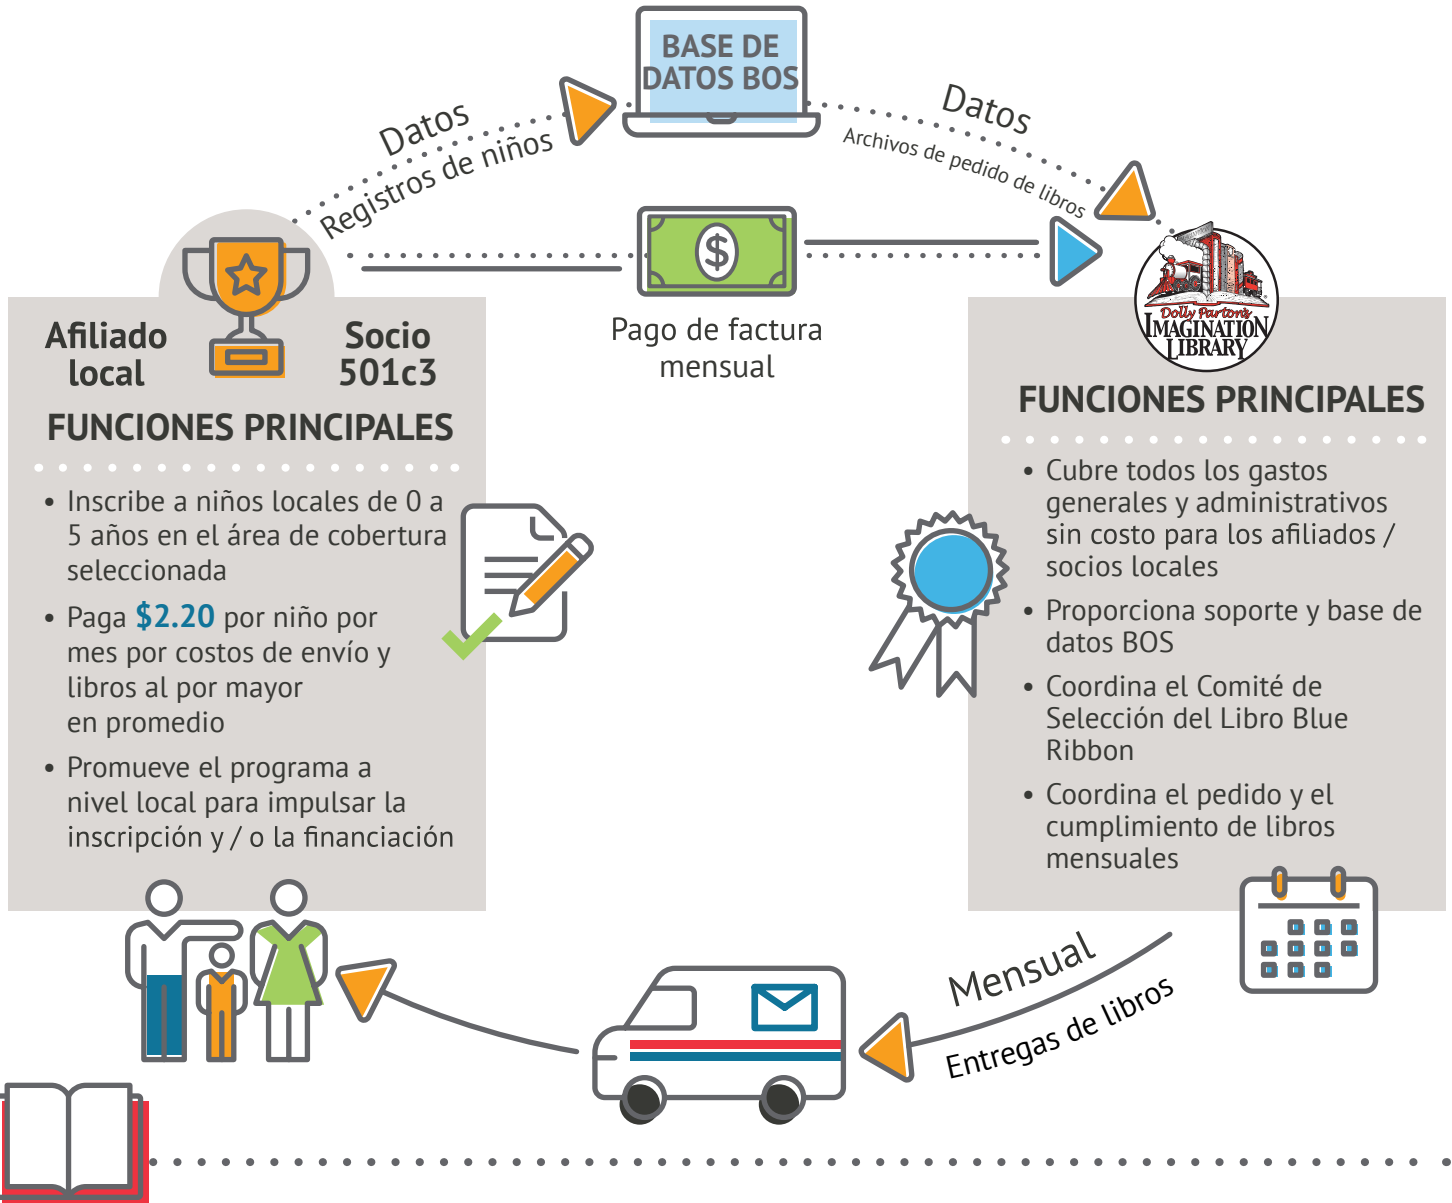 BASE DE
DATOS BOS
Datos
Registros de niños
Datos
Archivos de pedido de libros
$
Pago de factura
mensual
Afiliado
local
Socio
501c3
FUNCIONES PRINCIPALES
• Inscribe a niños locales de 0 a
5 años en el área de cobertura
seleccionada
• Paga $2.20 por niño por
mes por costos de envío y
libros al por mayor
en promedio
• Promueve el programa a
nivel local para impulsar la
inscripción y / o la financiación
Dolly Parton's
IMAGINATION
LIBRARY
FUNCIONES PRINCIPALES
• Cubre todos los gastos
generales y administrativos
sin costo para los afiliados /
socios locales
• Proporciona soporte y base de
datos BOS
• Coordina el Comité de
Selección del Libro Blue
Ribbon
• Coordina el pedido y el
cumplimiento de libros
mensuales
Mensual
Entregas de libros